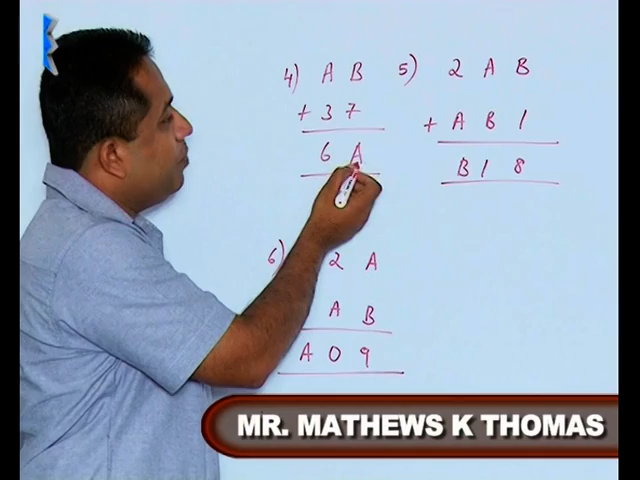 4) A B
+ 3 7
6 A
5) 2 A B
+ A B 1
B 1 8
6) 2 A
A B
A 0 9
MR. MATHEWS K THOMAS